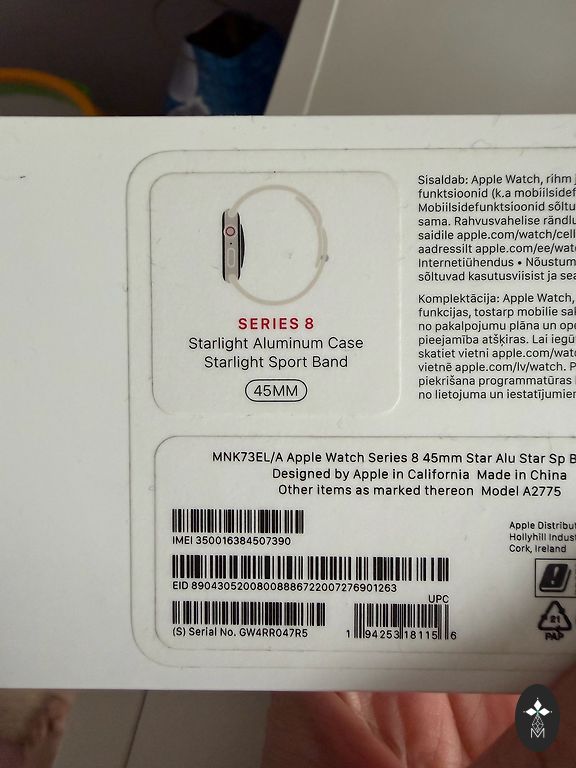 SERIES 8
Starlight Aluminum Case
Starlight Sport Band
45MM
Sisaldab: Apple Watch, rihm
funktsioonid (k.a mobiilsidef
Mobiilsidefunktsioonid sõltu
sama. Rahvusvahelise rändlu
saidile apple.com/watch/cell
aadressilt apple.com/ee/wat
Internetiühendus • Nõustum
sõltuvad kasutusviisist ja sea
Komplektācija: Apple Watch,
funkcijas, tostarp mobilie sak
no pakalpojumu plāna un ope
pieejamība atšķiras. Lai iegūt
skatiet vietni apple.com/watc
vietnē apple.com/lv/watch. P
piekrišana programmatūras l
no lietojuma un iestatījumier
MNK73EL/A Apple Watch Series 8 45mm Star Alu Star Sp B
Designed by Apple in California Made in China
Other items as marked thereon Model A2775
IMEI 350016384507390
EID 89043052008008886722007276901263
(S) Serial No. GW4RR047R5
UPC
1 94253 18115 6
Apple Distribut
Hollyhill Indust
Cork, Ireland
21
PAP
M